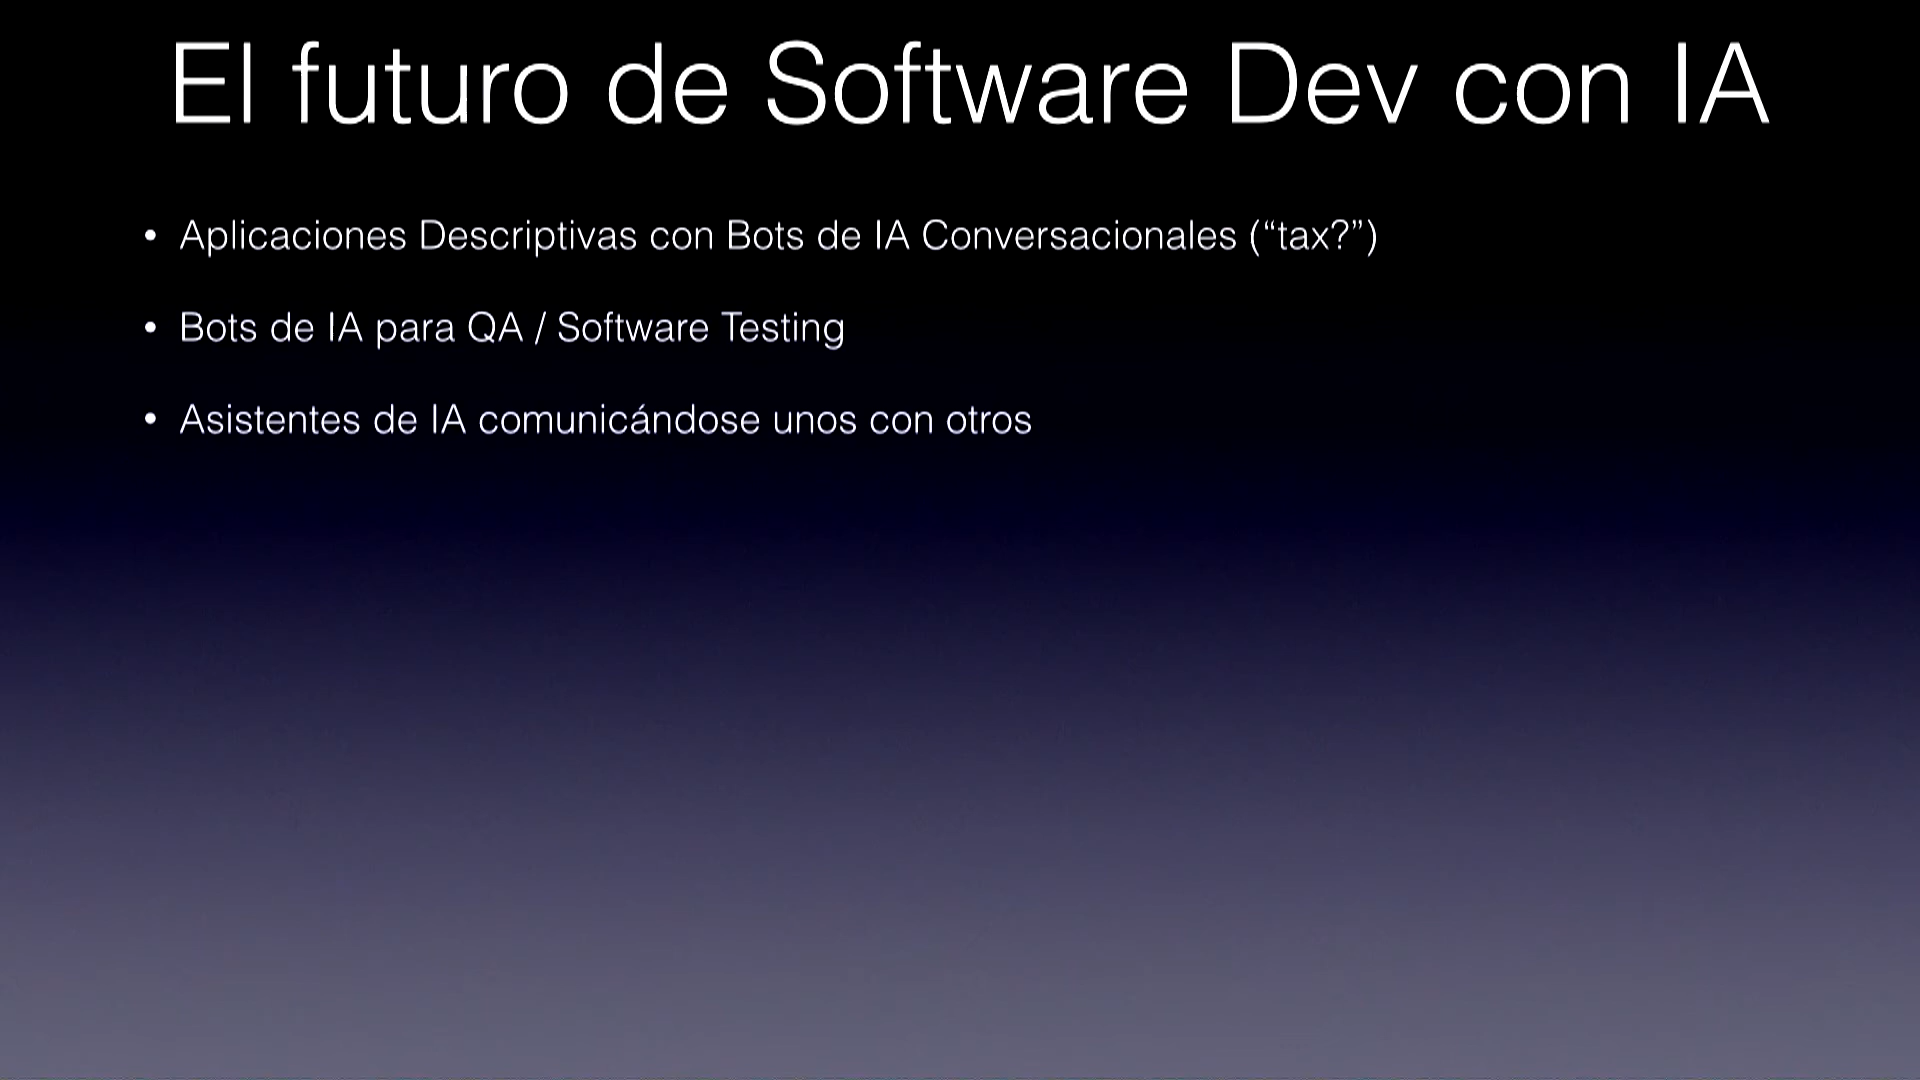 El futuro de Software Dev con IA
• Aplicaciones Descriptivas con Bots de IA Conversacionales (“tax?”)
• Bots de IA para QA / Software Testing
• Asistentes de IA comunicándose unos con otros